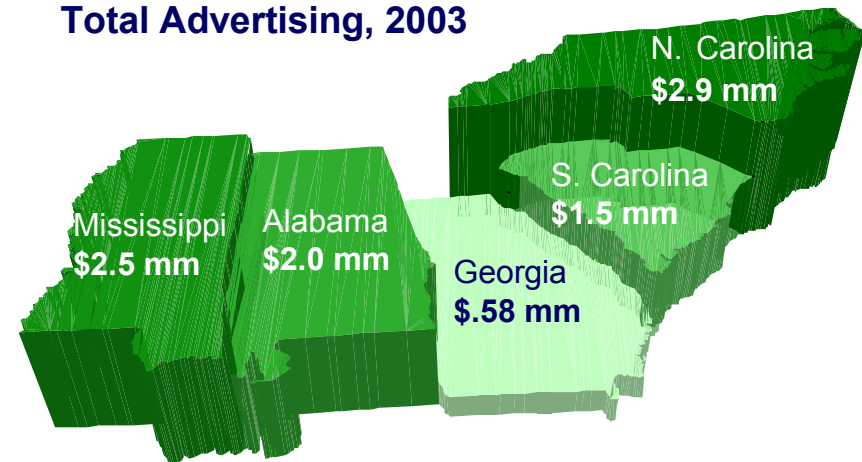 Total Advertising, 2003
N. Carolina
$2.9 mm
S. Carolina
$1.5 mm
Mississippi
$2.5 mm
Alabama
$2.0 mm
Georgia
$.58 mm